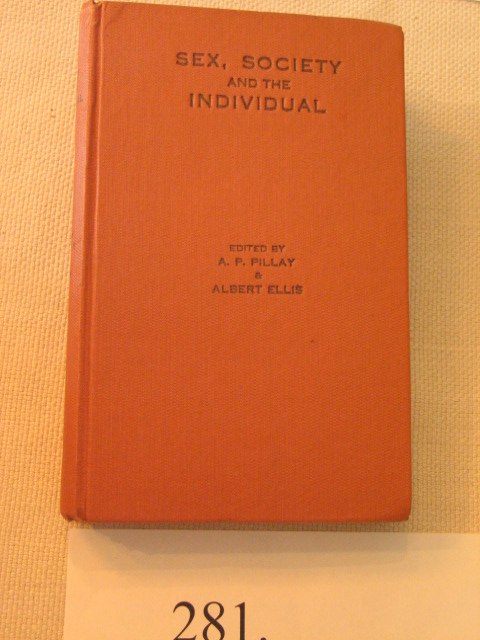 SEX, SOCIETY
AND THE
INDIVIDUAL
EDITED BY
A. P. PILLAY
&
ALBERT ELLIS
281.